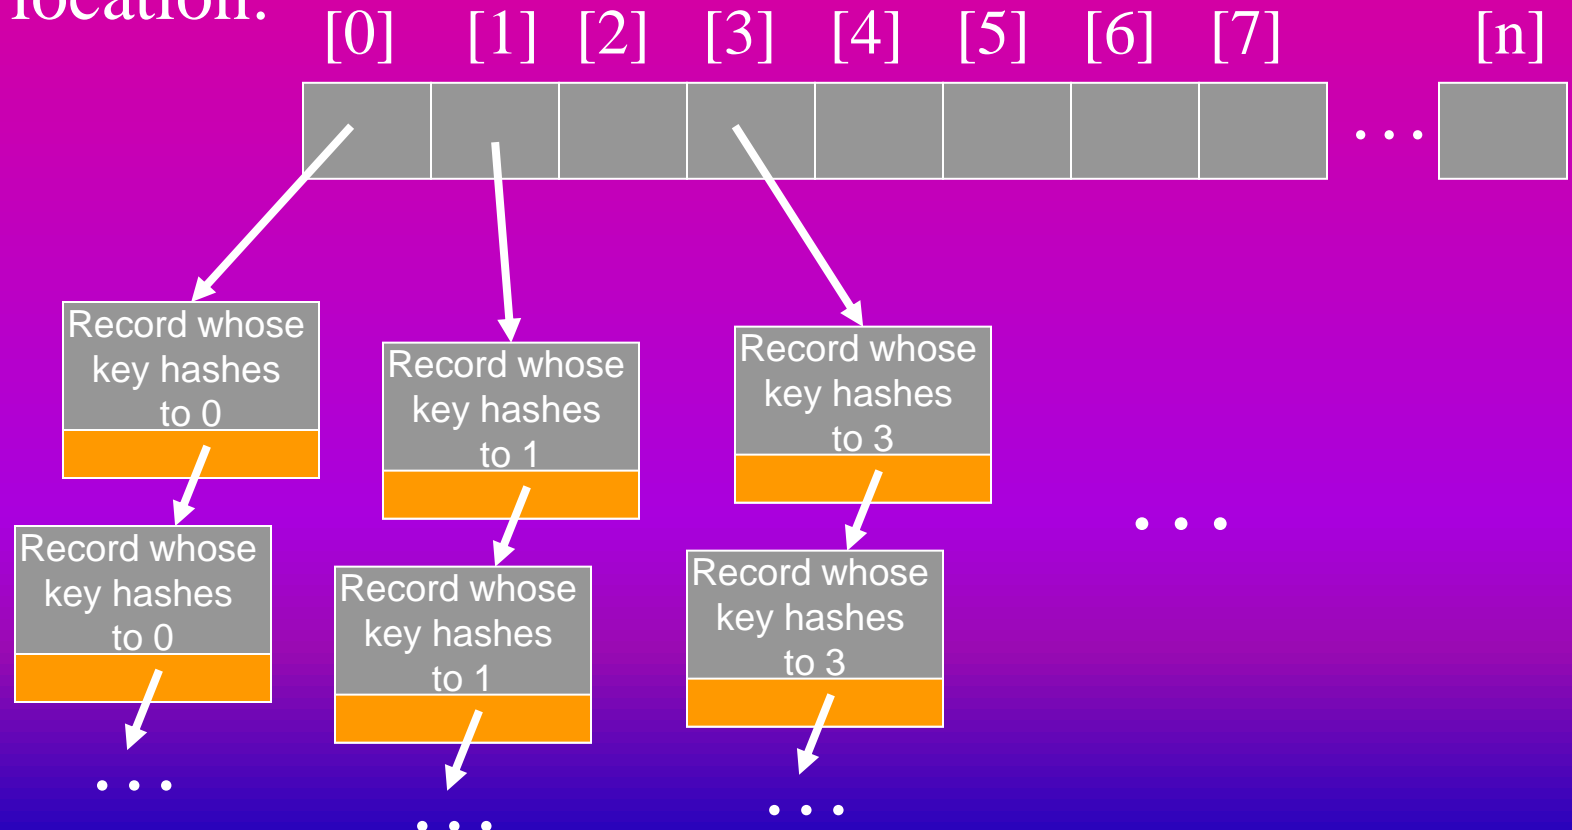 location.
[0] [1] [2] [3] [4] [5] [6] [7] ... [n]
Record whose
key hashes
to 0
Record whose
key hashes
to 1
Record whose
key hashes
to 3
...
Record whose
key hashes
to 0
Record whose
key hashes
to 1
Record whose
key hashes
to 3
...
...
...